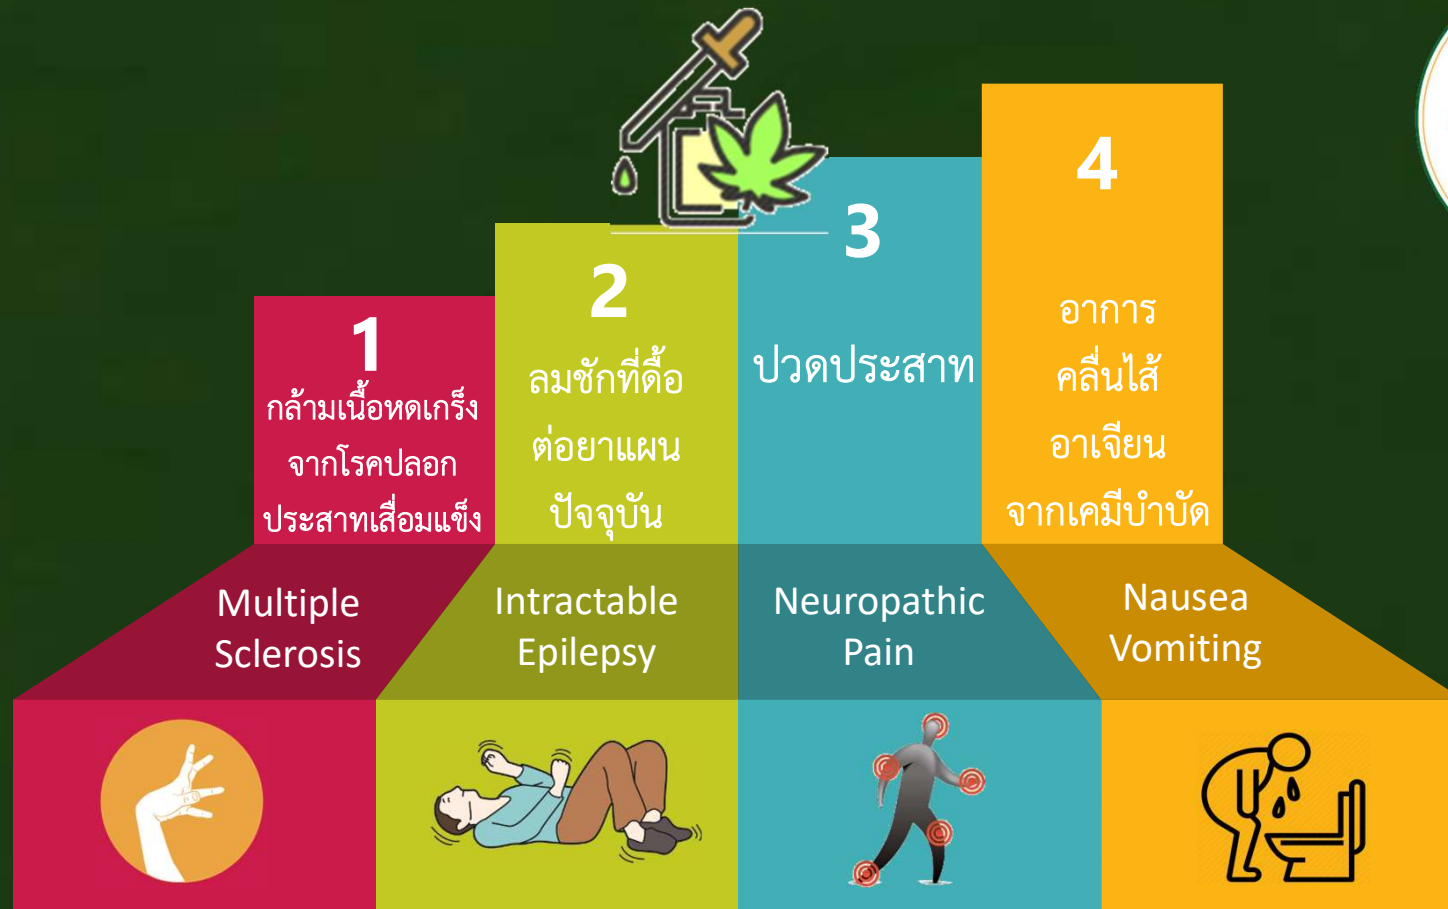 1
กล้ามเนื้อหดเกร็ง
จากโรคปลอก
ประสาทเสื่อมแข็ง
Multiple
Sclerosis
2
ลมชักที่ดื้อ
ต่อยาแผน
ปัจจุบัน
Intractable
Epilepsy
3
ปวดประสาท
Neuropathic
Pain
4
อาการ
คลื่นไส้
อาเจียน
จากเคมีบำบัด
Nausea
Vomiting